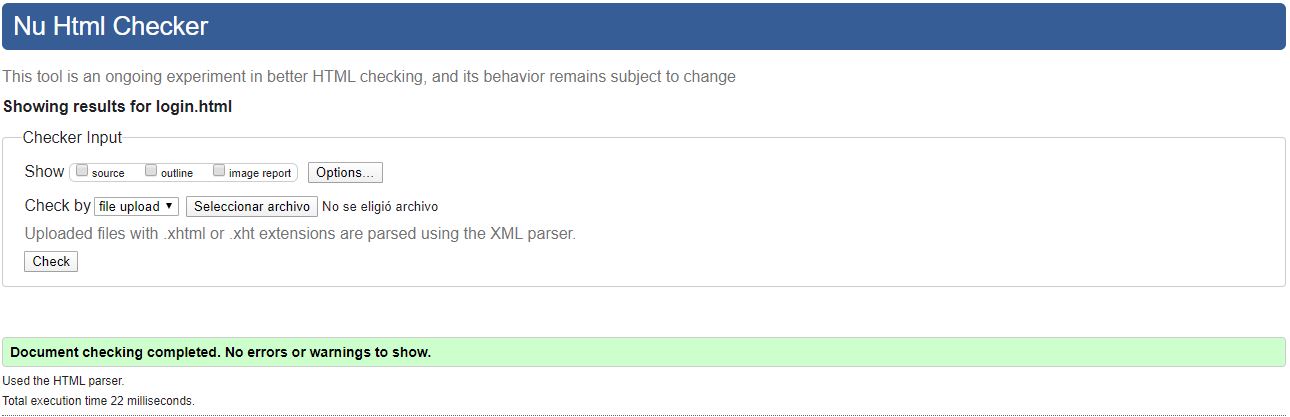 Nu Html Checker
This tool is an ongoing experiment in better HTML checking, and its behavior remains subject to change
Showing results for login.html
Checker Input
Show source outline image report Options...
Check by file upload Seleccionar archivo No se eligió archivo
Uploaded files with .xhtml or .xht extensions are parsed using the XML parser.
Check
Document checking completed. No errors or warnings to show.
Used the HTML parser.
Total execution time 22 milliseconds.